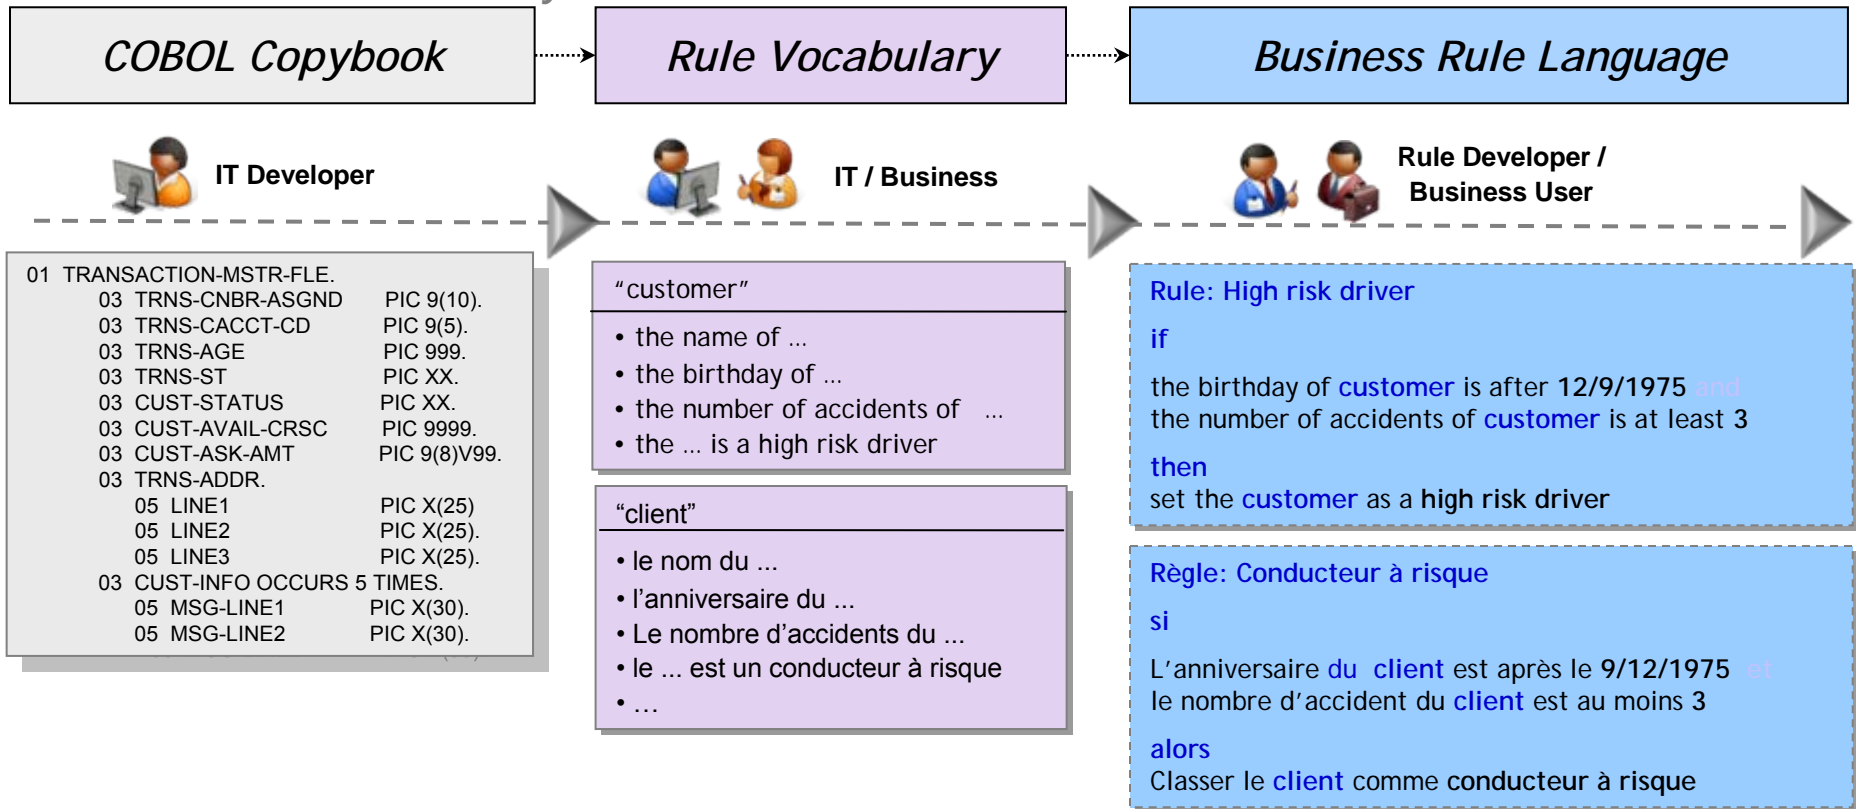 COBOL Copybook
Rule Vocabulary
Business Rule Language
IT Developer
IT / Business
Rule Developer /
Business User
01 TRANSACTION-MSTR-FLE.
03 TRNS-CNBR-ASGND PIC 9(10).
03 TRNS-CACCT-CD PIC 9(5).
03 TRNS-AGE PIC 999.
03 TRNS-ST PIC XX.
03 CUST-STATUS PIC XX.
03 CUST-AVAIL-CRSC PIC 9999.
03 CUST-ASK-AMT PIC 9(8)V99.
03 TRNS-ADDR.
05 LINE1 PIC X(25)
05 LINE2 PIC X(25).
05 LINE3 PIC X(25).
03 CUST-INFO OCCURS 5 TIMES.
05 MSG-LINE1 PIC X(30).
05 MSG-LINE2 PIC X(30).
"customer"
• the name of ...
• the birthday of ...
• the number of accidents of ...
• the ... is a high risk driver
"client"
• le nom du ...
• l'anniversaire du ...
• Le nombre d'accidents du ...
• le ... est un conducteur à risque
• ...
Rule: High risk driver
if
the birthday of customer is after 12/9/1975 and
the number of accidents of customer is at least 3
then
set the customer as a high risk driver
Règle: Conducteur à risque
si
L'anniversaire du client est après le 9/12/1975 et
le nombre d'accident du client est au moins 3
alors
Classer le client comme conducteur à risque